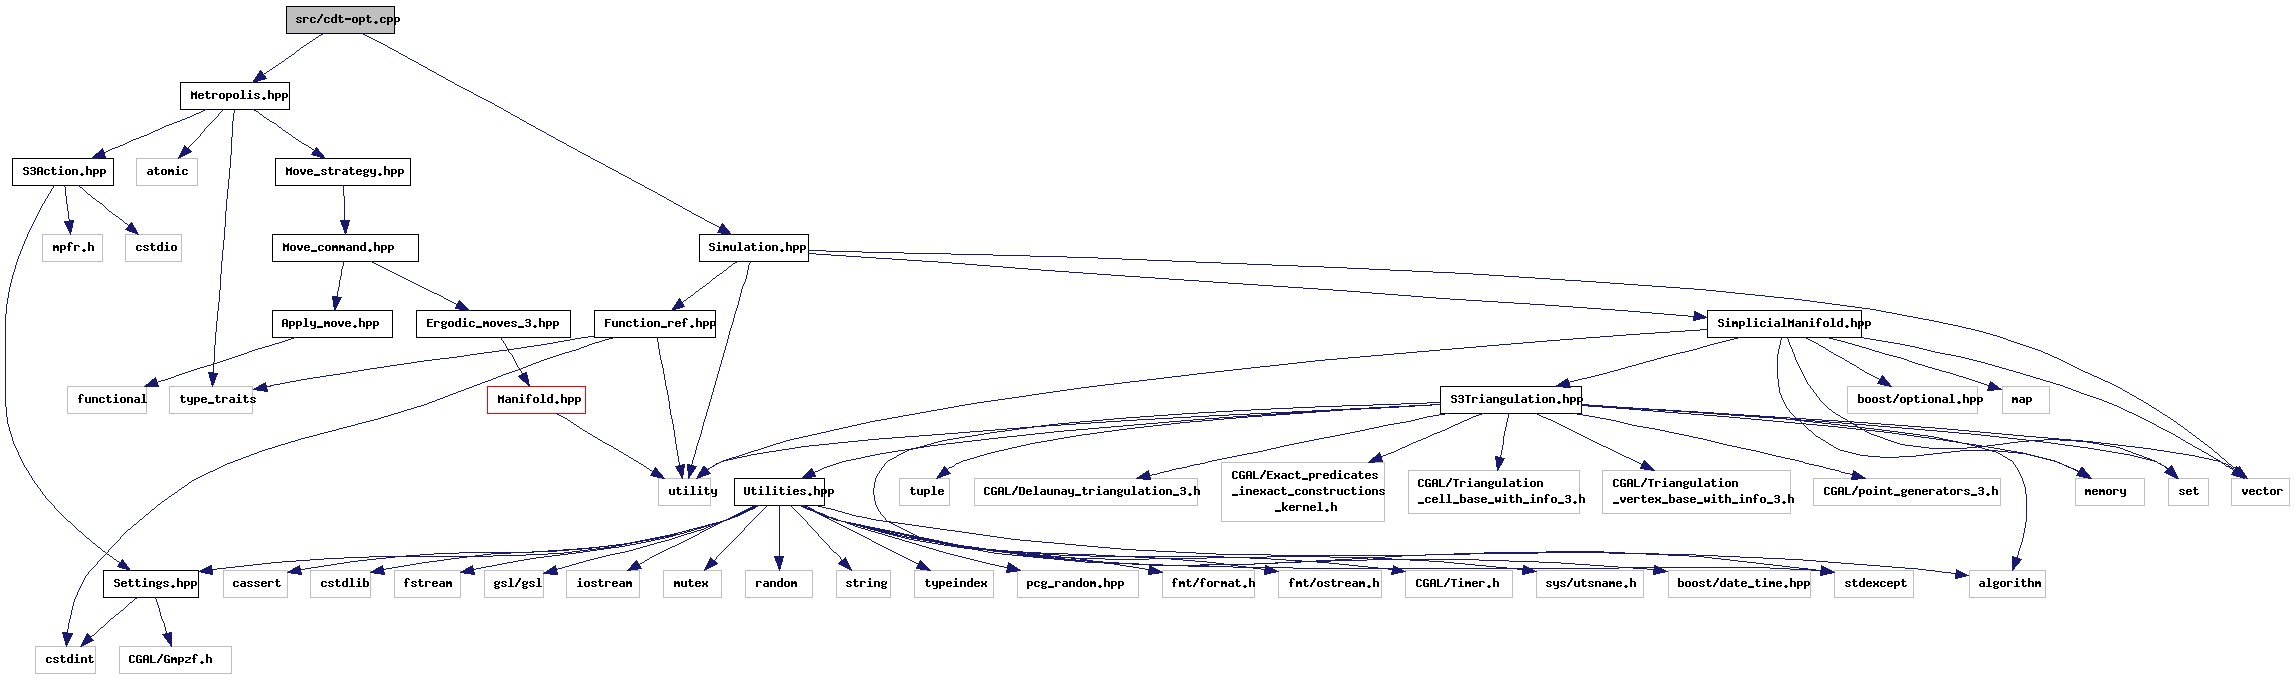 src/cdt-opt.cpp
Metropolis.hpp
S3Action.hpp
atomic
Move_strategy.hpp
mpfr.h
cstdio
Move_command.hpp
Simulation.hpp
Apply_move.hpp
Ergodic_moves_3.hpp
Function_ref.hpp
SimplicialManifold.hpp
functional
type_traits
Manifold.hpp
S3Triangulation.hpp
boost/optional.hpp
map
utility
Utilities.hpp
tuple
CGAL/Delaunay_triangulation_3.h
CGAL/Exact_predicates
_inexact_constructions
_kernel.h
CGAL/Triangulation
_cell_base_with_info_3.h
CGAL/Triangulation
_vertex_base_with_info_3.h
CGAL/point_generators_3.h
memory
set
vector
Settings.hpp
cassert
cstdlib
fstream
gsl/gsl
iostream
mutex
random
string
typeindex
pcg_random.hpp
fmt/format.h
fmt/ostream.h
CGAL/Timer.h
sys/utsname.h
boost/date_time.hpp
stdexcept
algorithm
cstdint
CGAL/Gmpzf.h